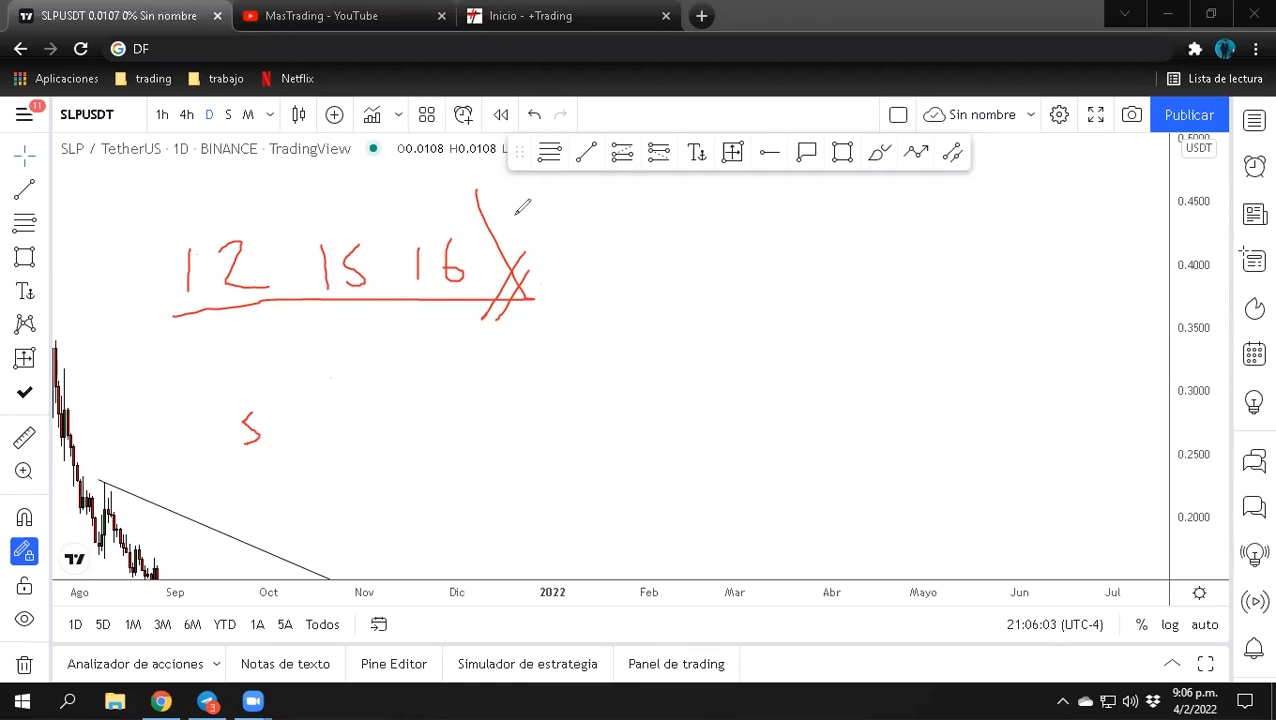 SLPUSDT 0.0107 0% Sin nombre
MasTrading - YouTube
Inicio - +Trading
DF
Aplicaciones trading trabajo Netflix Lista de lectura
11
SLPUSDT 1h 4h D S M Sin nombre Publicar
SLP / TetherUS · 1D · BINANCE · TradingView O0.0108 H0.0108
USDT
0.5000
0.4500
0.4000
0.3500
0.3000
0.2500
0.2000
12 15 16
5
Ago Sep Oct Nov Dic 2022 Feb Mar Abr Mayo Jun Jul
1D 5D 1M 3M 6M YTD 1A 5A Todos 21:06:03 (UTC-4) % log auto
Analizador de acciones Notas de texto Pine Editor Simulador de estrategia Panel de trading
3
9:06 p.m.
4/2/2022